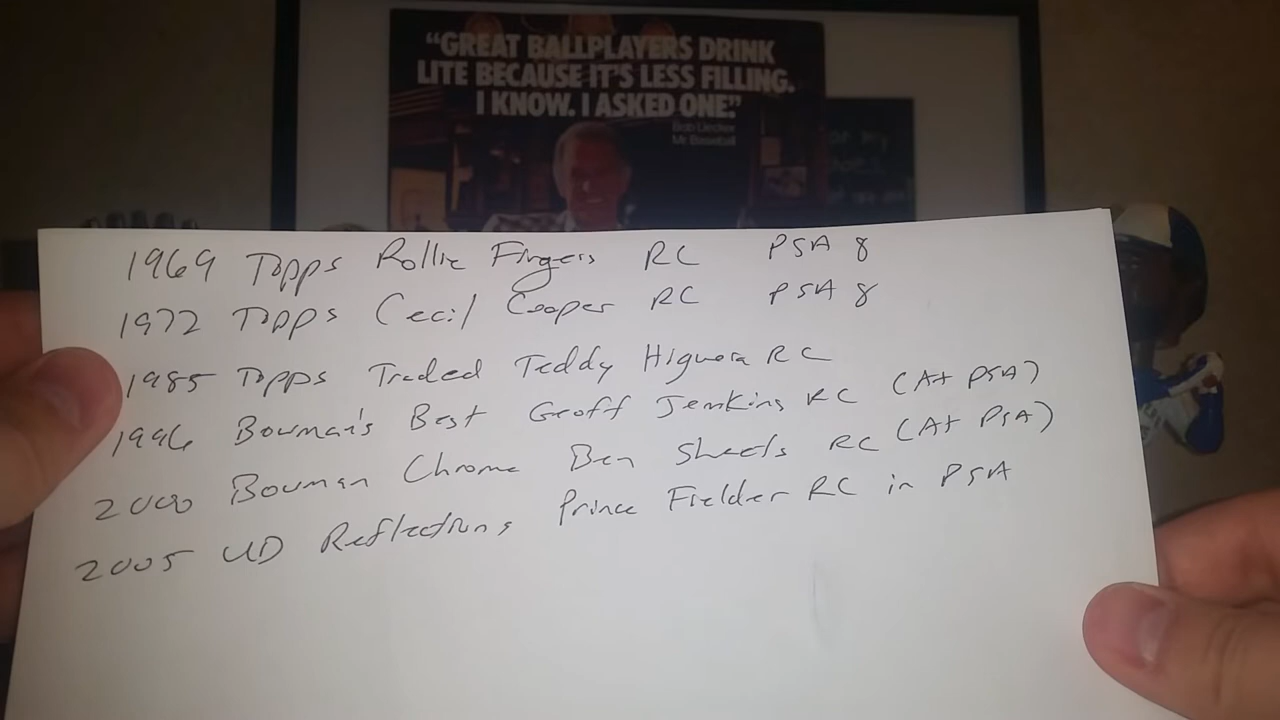 “GREAT BALLPLAYERS DRINK
LITE BECAUSE IT'S LESS FILLING.
I KNOW. I ASKED ONE.”
Bob Uecker
Mr. Baseball
1969 Topps Rollie Fingers RC PSA 8
1972 Topps Cecil Cooper RC PSA 8
1985 Topps Traded Teddy Higuera RC
1996 Bowman's Best Geoff Jenkins RC (At PSA)
2000 Bowman Chrome Ben Sheets RC (At PSA)
2005 UD Reflections Prince Fielder RC in PSA